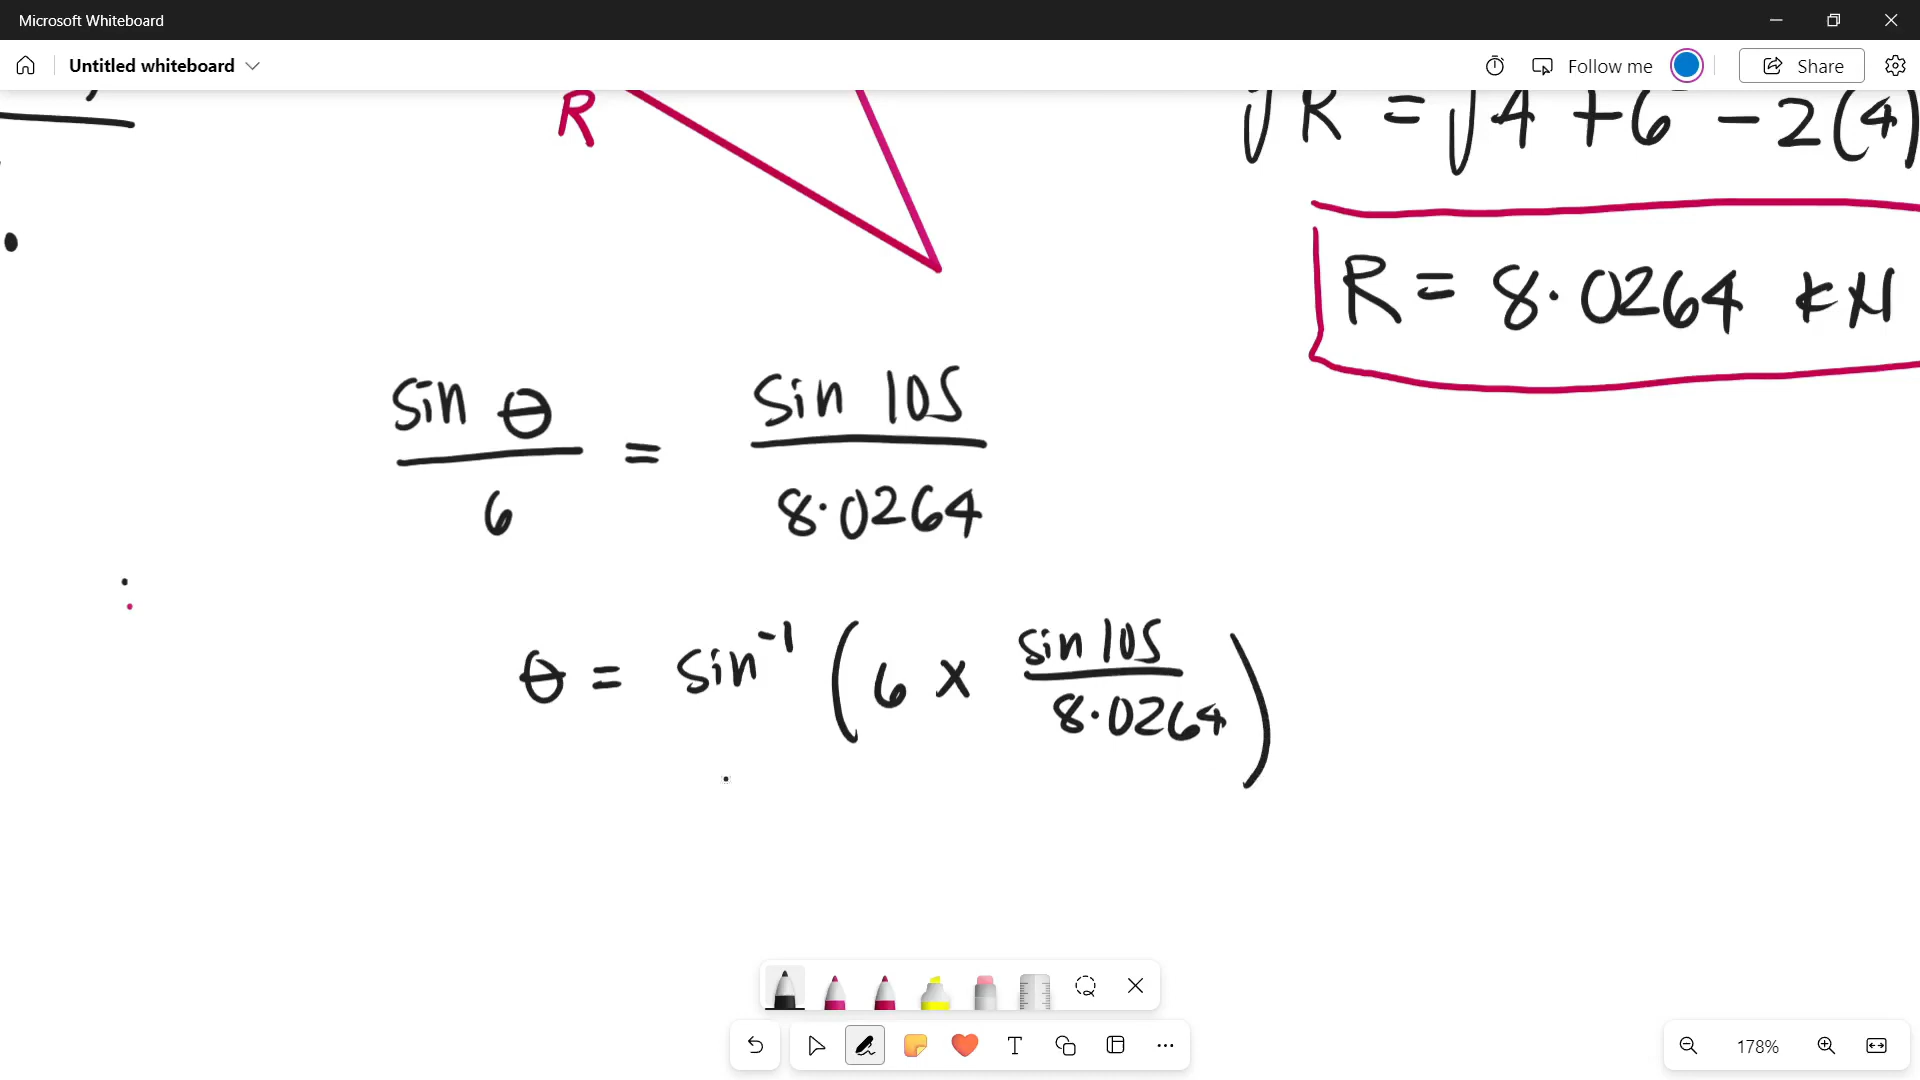 Microsoft Whiteboard
Untitled whiteboard
Follow me
Share
R
√R = √4 + 6 - 2(4)
R = 8.0264 kN
sin θ / 6 = sin 105 / 8.0264
θ = sin⁻¹ (6 × sin 105 / 8.0264)
178%